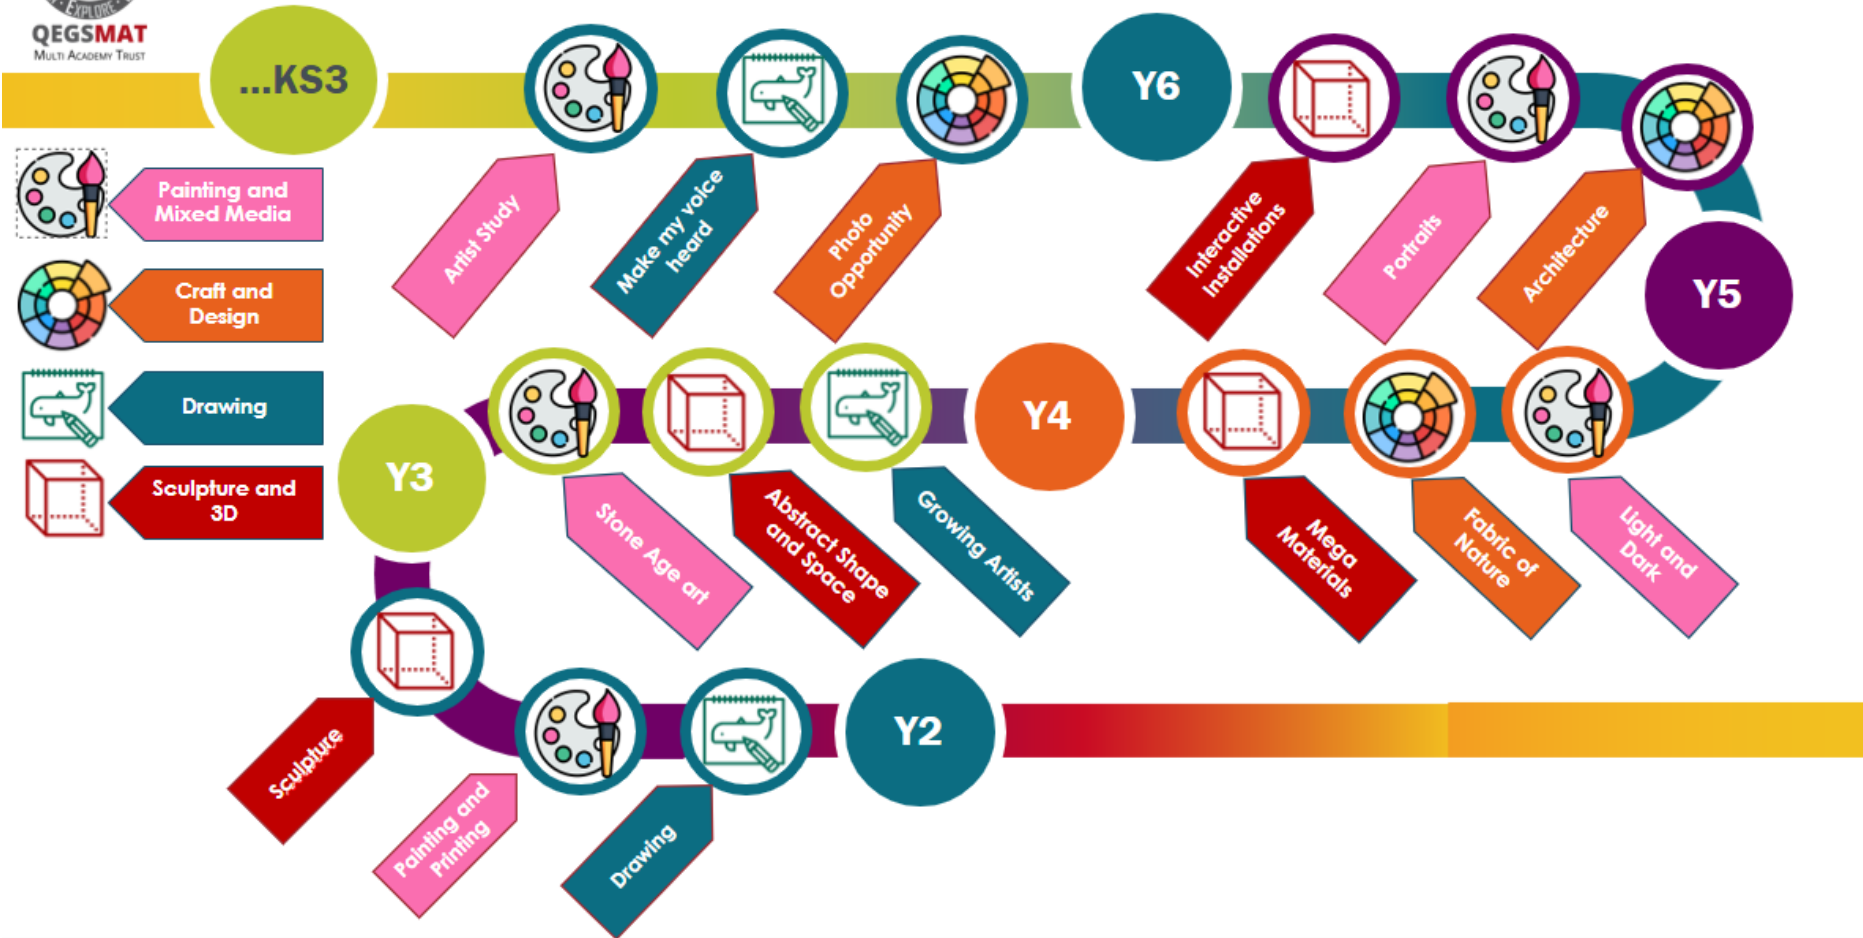 EXPLORE
QEGSMAT
MULTI ACADEMY TRUST
...KS3
Y6
Painting and
Mixed Media
Craft and
Design
Drawing
Sculpture and
3D
Artist Study
Make my voice
heard
Photo
Opportunity
Interactive
Installations
Portraits
Architecture
Y5
Y3
Y4
Stone Age art
Abstract Shape
and Space
Growing Artists
Mega
Materials
Fabric of
Nature
Light and
Dark
Sculpture
Painting and
Printing
Drawing
Y2